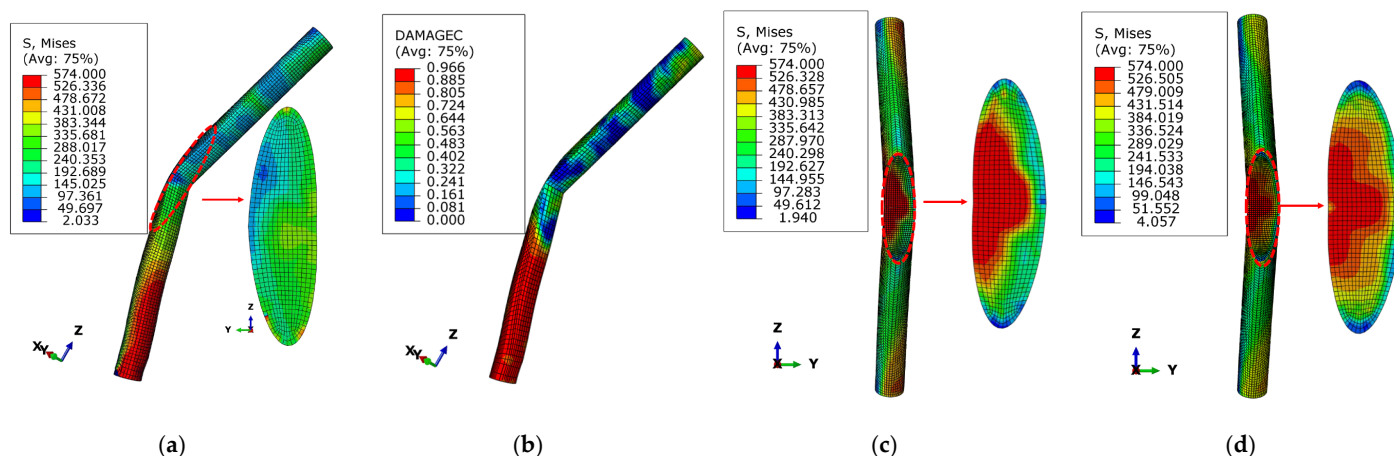 S, Mises
(Avg: 75%)
574.000
526.336
478.672
431.008
383.344
335.681
288.017
240.353
192.689
145.025
97.361
49.697
2.033
Z
Y
X
Y
Z
(a)
DAMAGEC
(Avg: 75%)
0.966
0.885
0.805
0.724
0.644
0.563
0.483
0.402
0.322
0.241
0.161
0.081
0.000
X
Y
Z
(b)
S, Mises
(Avg: 75%)
574.000
526.328
478.657
430.985
383.313
335.642
287.970
240.298
192.627
144.955
97.283
49.612
1.940
Z
X
Y
(c)
S, Mises
(Avg: 75%)
574.000
526.505
479.009
431.514
384.019
336.524
289.029
241.533
194.038
146.543
99.048
51.552
4.057
Z
X
Y
(d)